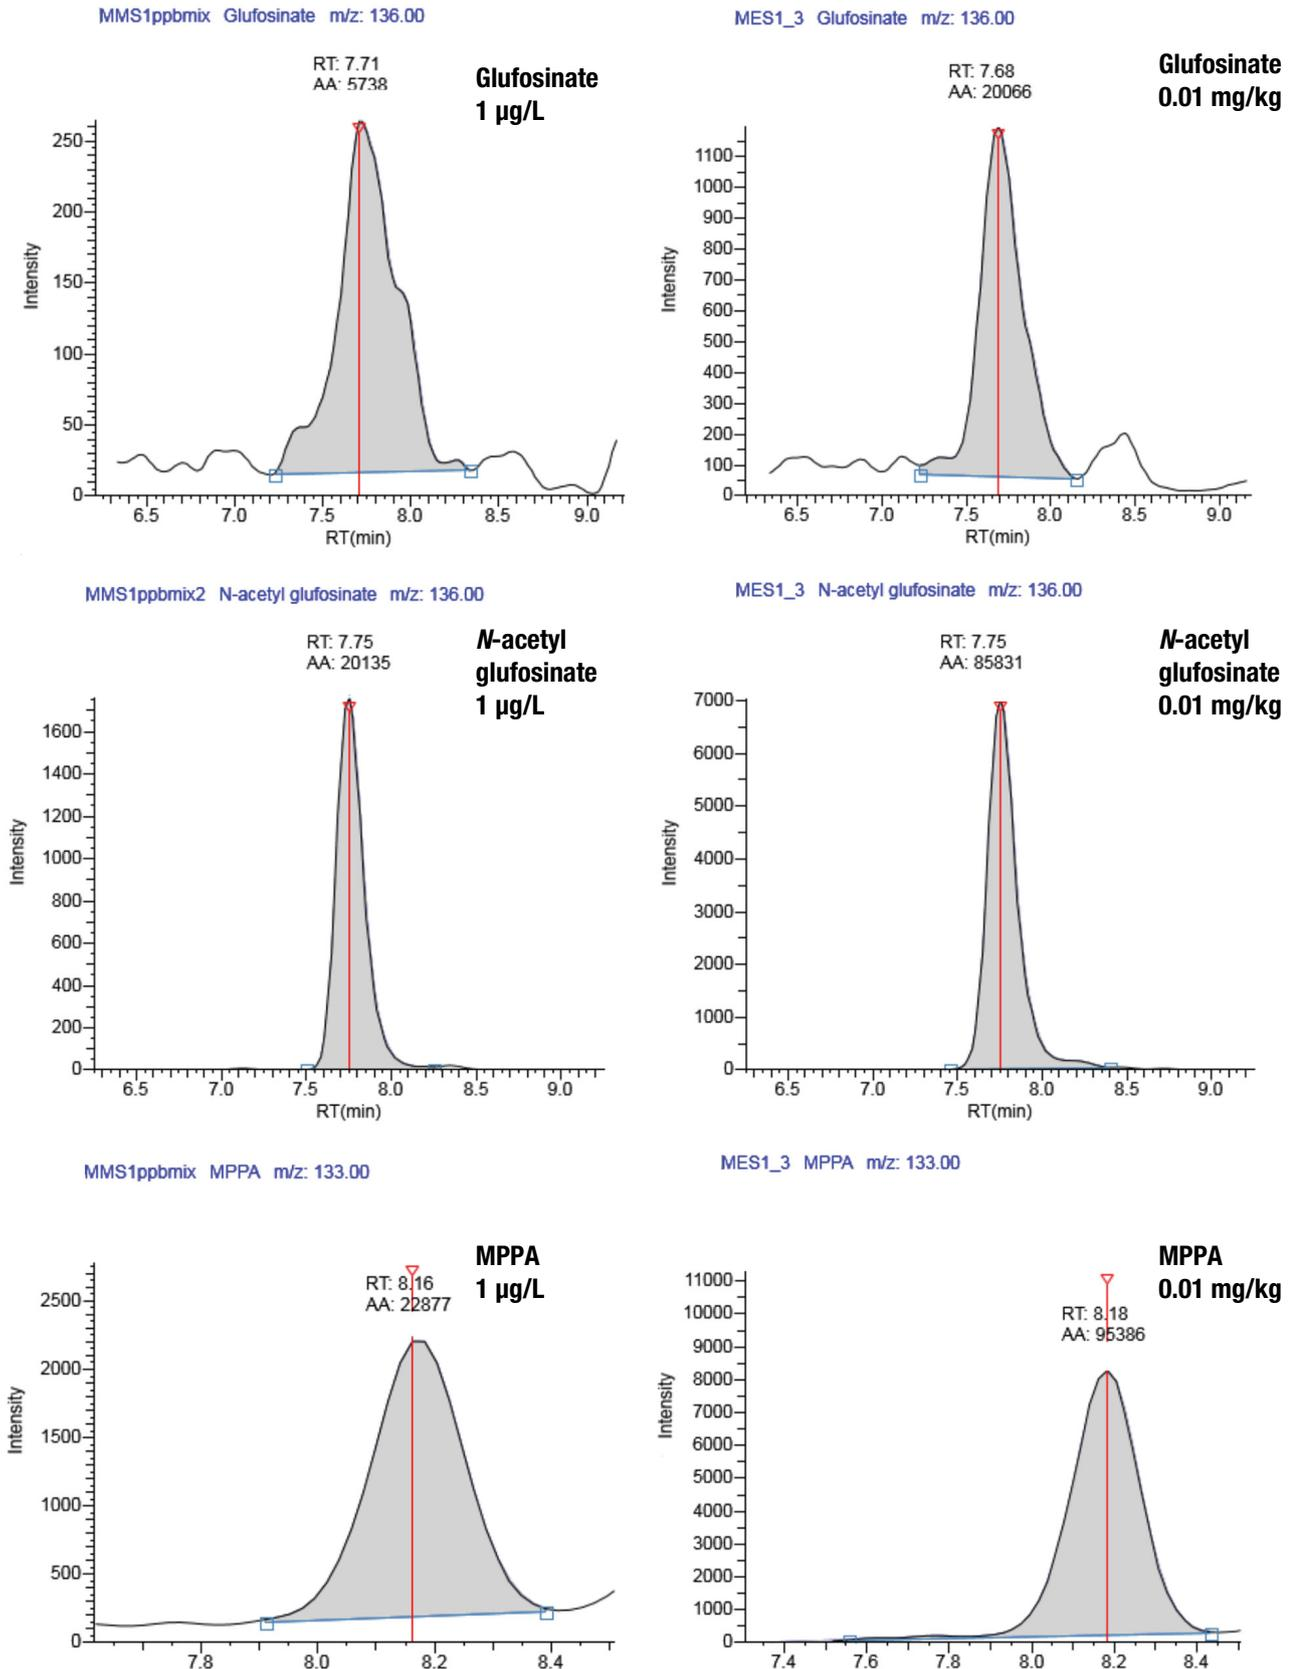 MMS1ppbmix Glufosinate m/z: 136.00
RT: 7.71
AA: 5738
Glufosinate
1 µg/L
Intensity
250
200
150
100
50
0
6.5 7.0 7.5 8.0 8.5 9.0
RT(min)
MES1_3 Glufosinate m/z: 136.00
RT: 7.68
AA: 20066
Glufosinate
0.01 mg/kg
Intensity
1100
1000
900
800
700
600
500
400
300
200
100
0
6.5 7.0 7.5 8.0 8.5 9.0
RT(min)
MMS1ppbmix2 N-acetyl glufosinate m/z: 136.00
RT: 7.75
AA: 20135
N-acetyl
glufosinate
1 µg/L
Intensity
1600
1400
1200
1000
800
600
400
200
0
6.5 7.0 7.5 8.0 8.5 9.0
RT(min)
MES1_3 N-acetyl glufosinate m/z: 136.00
RT: 7.75
AA: 85831
N-acetyl
glufosinate
0.01 mg/kg
Intensity
7000
6000
5000
4000
3000
2000
1000
0
6.5 7.0 7.5 8.0 8.5 9.0
RT(min)
MMS1ppbmix MPPA m/z: 133.00
MPPA
1 µg/L
RT: 8.16
AA: 22877
Intensity
2500
2000
1500
1000
500
0
7.8 8.0 8.2 8.4
MES1_3 MPPA m/z: 133.00
MPPA
0.01 mg/kg
RT: 8.18
AA: 95386
Intensity
11000
10000
9000
8000
7000
6000
5000
4000
3000
2000
1000
0
7.4 7.6 7.8 8.0 8.2 8.4